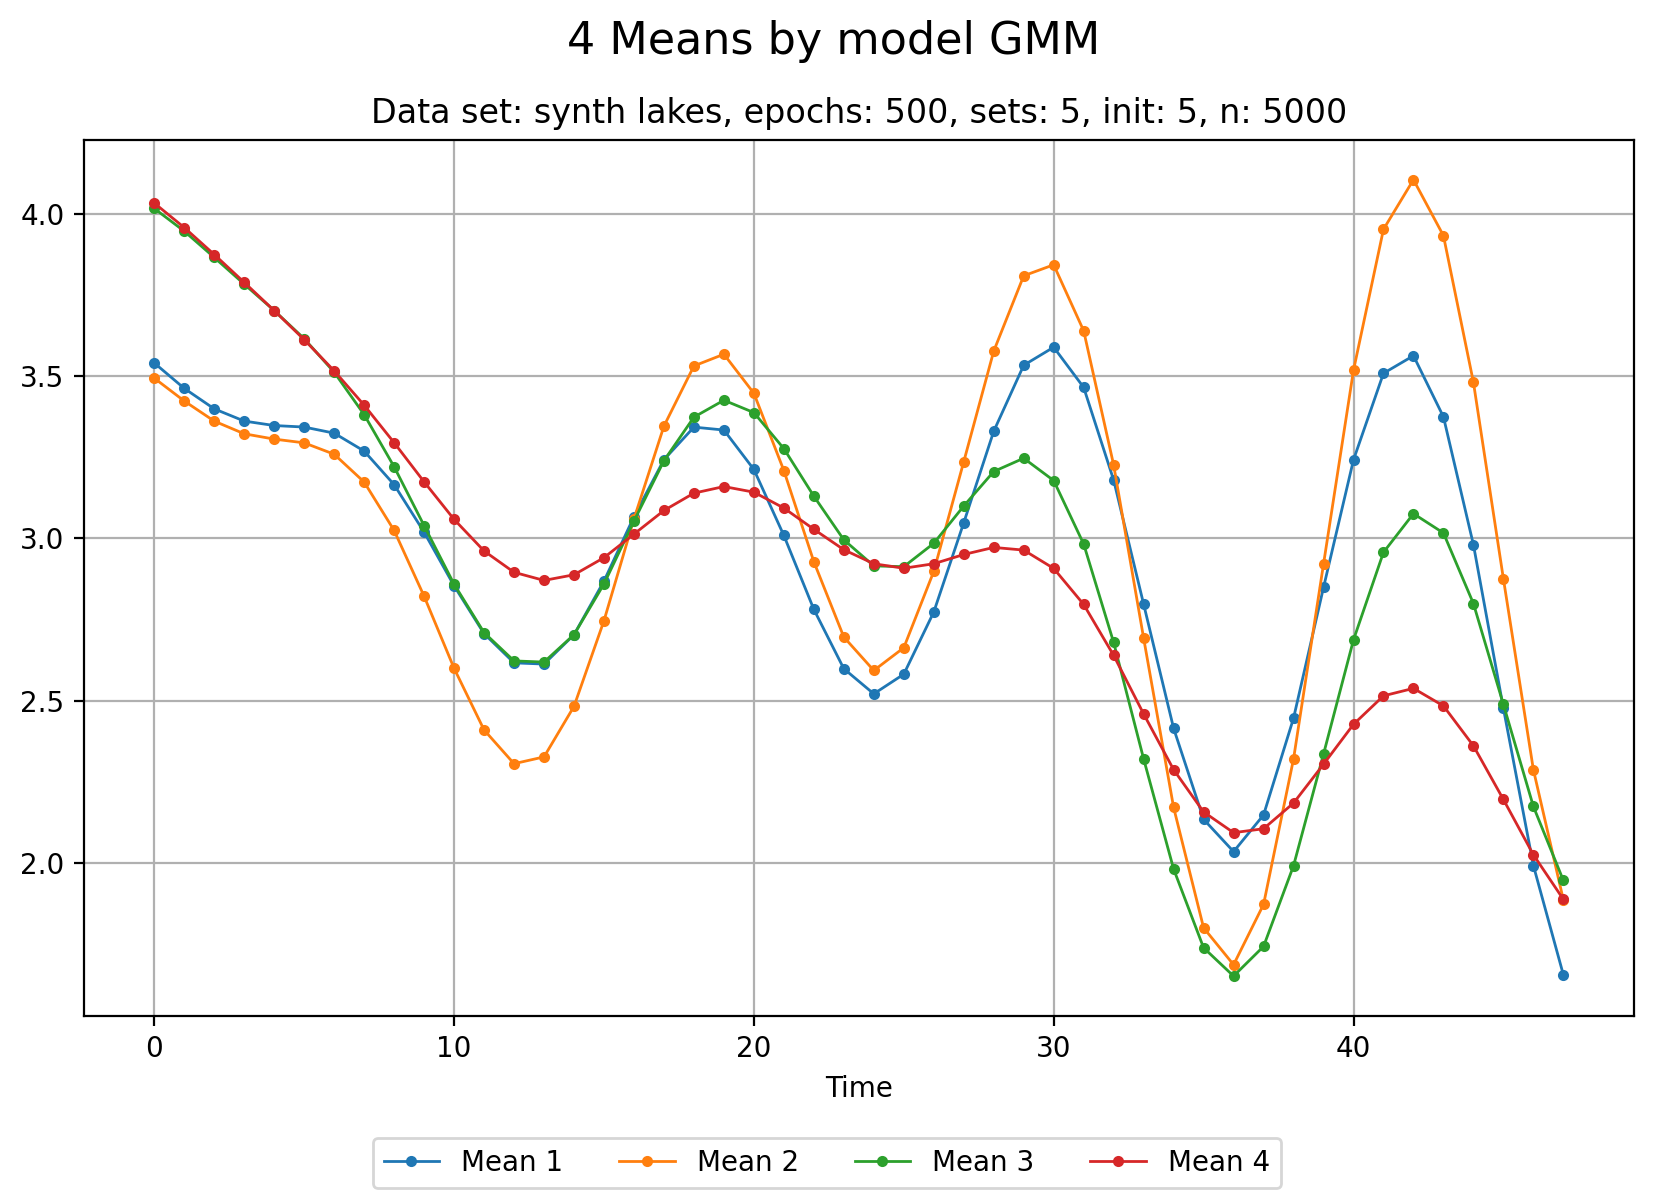 4 Means by model GMM
Data set: synth lakes, epochs: 500, sets: 5, init: 5, n: 5000
4.0
3.5
3.0
2.5
2.0
0 10 20 30 40
Time
Mean 1 Mean 2 Mean 3 Mean 4